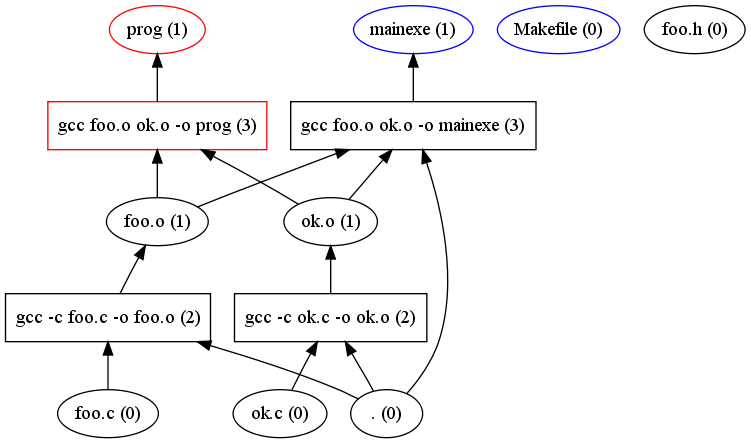 prog (1)
mainexe (1)
Makefile (0)
foo.h (0)
gcc foo.o ok.o -o prog (3)
gcc foo.o ok.o -o mainexe (3)
foo.o (1)
ok.o (1)
gcc -c foo.c -o foo.o (2)
gcc -c ok.c -o ok.o (2)
foo.c (0)
ok.c (0)
. (0)